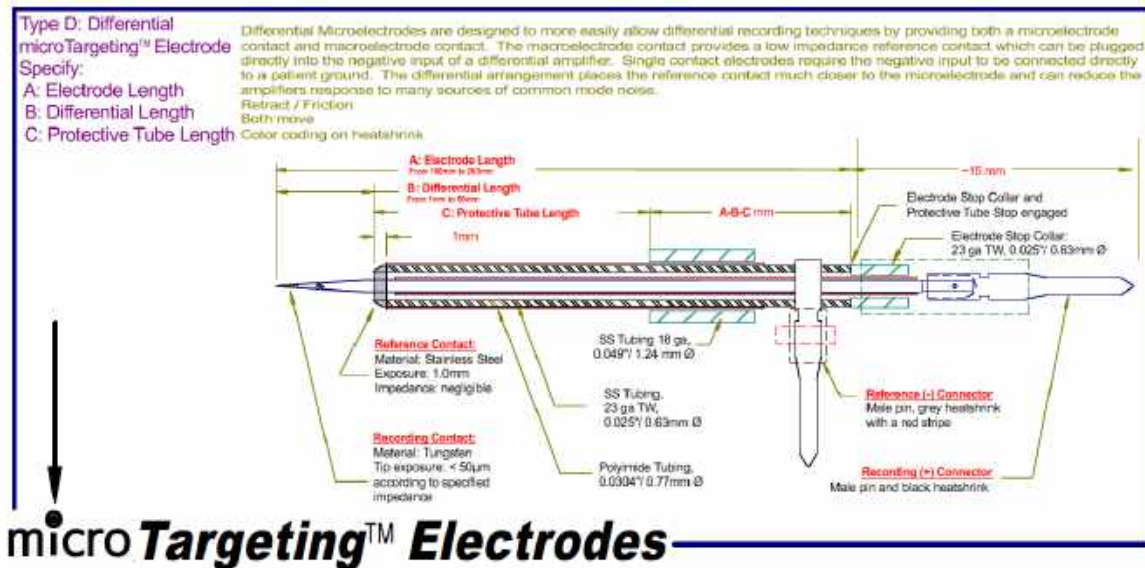 Type D: Differential
microTargeting™ Electrode
Specify:
A: Electrode Length
B: Differential Length
C: Protective Tube Length
Differential Microelectrodes are designed to more easily allow differential recording techniques by providing both a microelectrode
contact and macroelectrode contact. The macroelectrode contact provides a low impedance reference contact which can be plugged
directly into the negative input of a differential amplifier. Single contact electrodes require the negative input to be connected directly
to a patient ground. The differential arrangement places the reference contact much closer to the microelectrode and can reduce the
amplifiers response to many sources of common mode noise.
Retract / Friction
Both move
Color coding on heatshrink
A: Electrode Length
~15 mm
B: Differential Length
C: Protective Tube Length
A-B-C mm
1mm
Electrode Stop Collar and
Protective Tube Stop engaged
Electrode Stop Collar:
23 ga TW, 0.025"/ 0.63mm Ø
Reference Contact:
Material: Stainless Steel
Exposure: 1.0mm
Impedance: negligible
SS Tubing 18 ga,
0.049"/ 1.24 mm Ø
SS Tubing,
23 ga TW,
0.025"/ 0.63mm Ø
Reference (-) Connector
Male pin, grey heatshrink
with a red stripe
Recording Contact:
Material: Tungsten
Tip exposure: < 50µm
according to specified
impedance
Polyimide Tubing,
0.0304"/ 0.77mm Ø
Recording (+) Connector
Male pin and black heatshrink
micro Targeting™ Electrodes